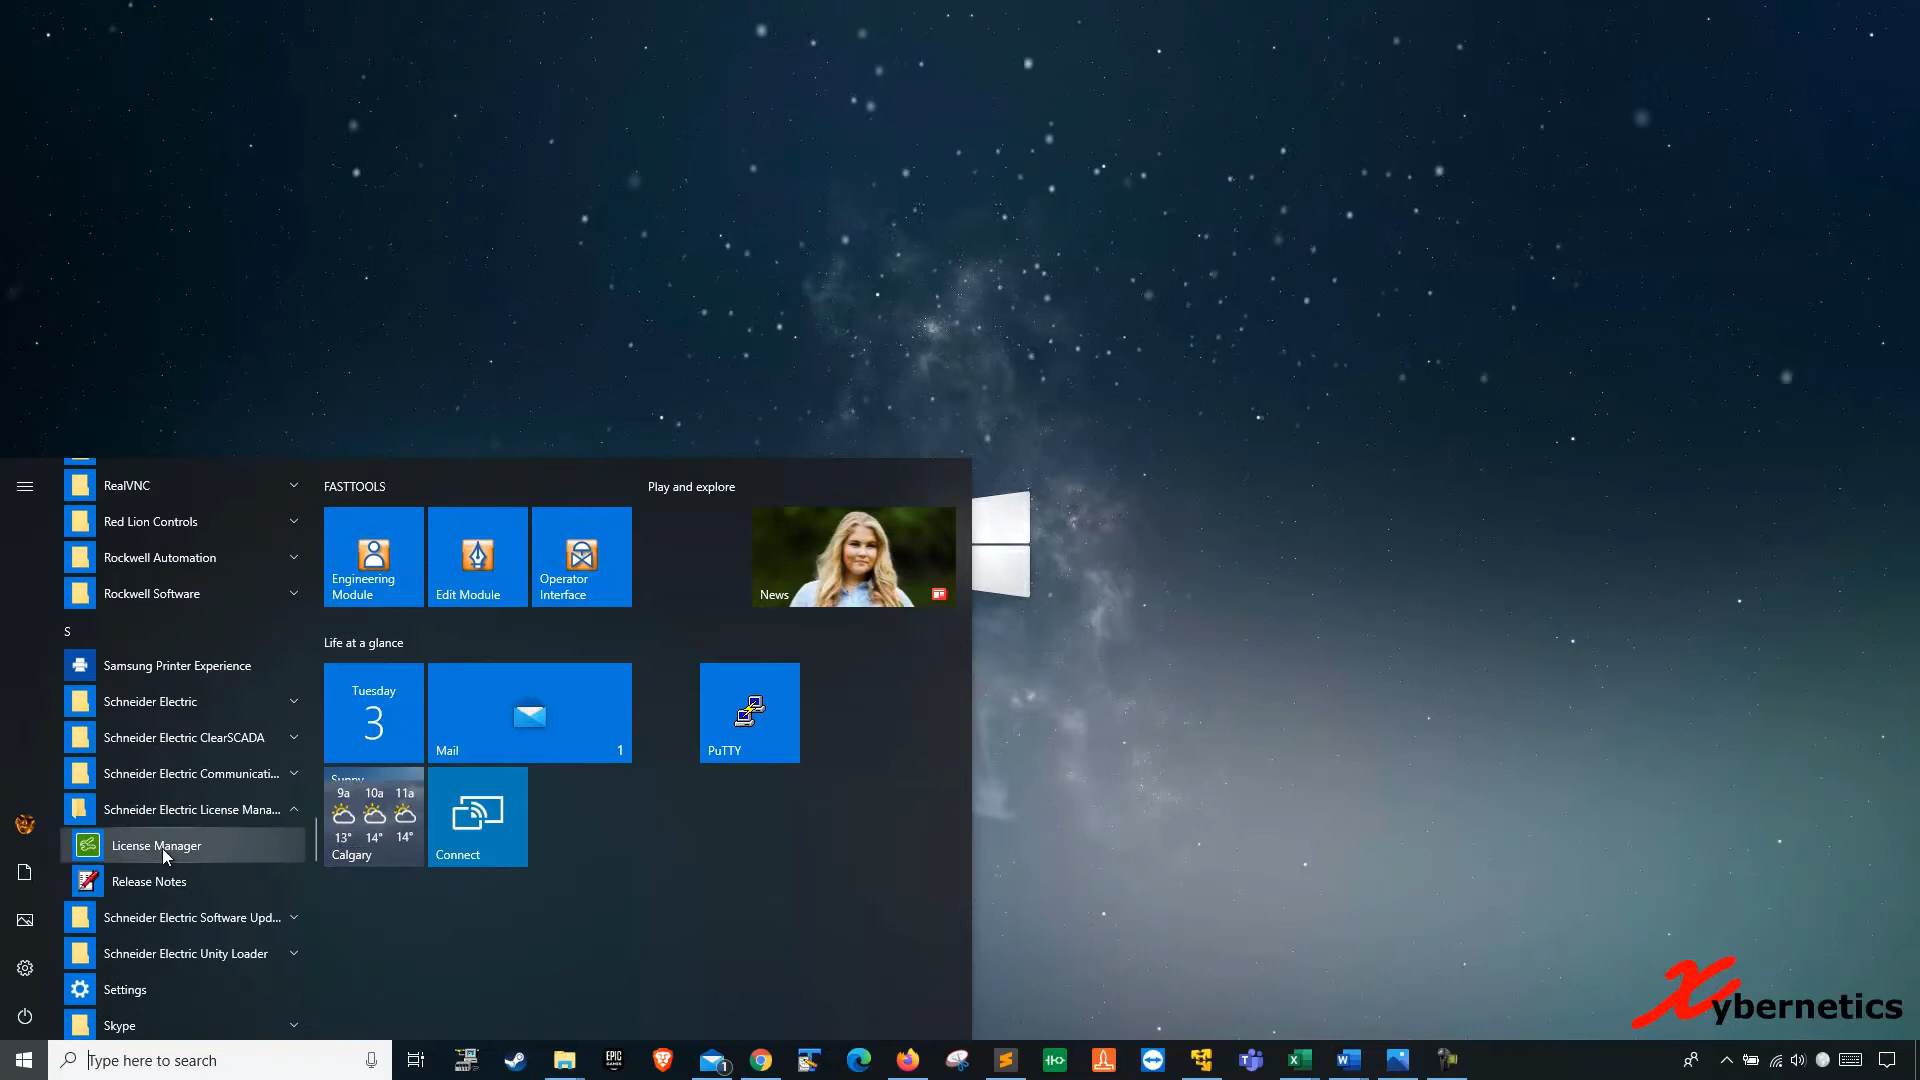 RealVNC
Red Lion Controls
Rockwell Automation
Rockwell Software
S
Samsung Printer Experience
Schneider Electric
Schneider Electric ClearSCADA
Schneider Electric Communicati...
Schneider Electric License Mana...
License Manager
Release Notes
Schneider Electric Software Upd...
Schneider Electric Unity Loader
Settings
Skype
FASTTOOLS
Engineering
Module
Edit Module
Operator
Interface
Play and explore
News
Life at a glance
Tuesday
3
Mail 1
PuTTY
Sunny
9a 10a 11a
13° 14° 14°
Calgary
Connect
Xybernetics
Type here to search
EPIC
GAMES
1